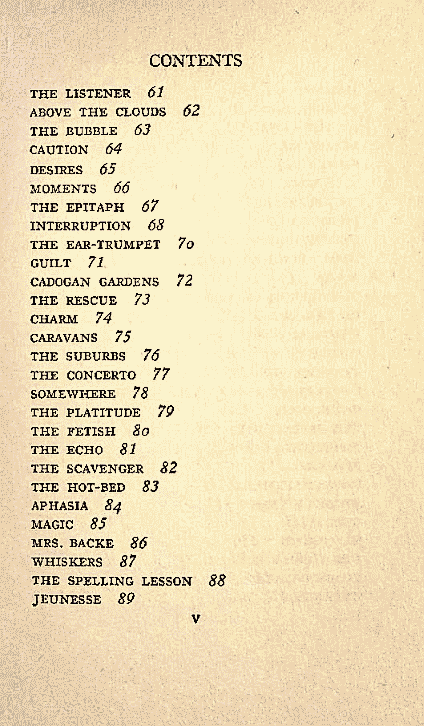 CONTENTS
THE LISTENER 61
ABOVE THE CLOUDS 62
THE BUBBLE 63
CAUTION 64
DESIRES 65
MOMENTS 66
THE EPITAPH 67
INTERRUPTION 68
THE EAR-TRUMPET 70
GUILT 71
CADOGAN GARDENS 72
THE RESCUE 73
CHARM 74
CARAVANS 75
THE SUBURBS 76
THE CONCERTO 77
SOMEWHERE 78
THE PLATITUDE 79
THE FETISH 80
THE ECHO 81
THE SCAVENGER 82
THE HOT-BED 83
APHASIA 84
MAGIC 85
MRS. BACKE 86
WHISKERS 87
THE SPELLING LESSON 88
JEUNESSE 89
v